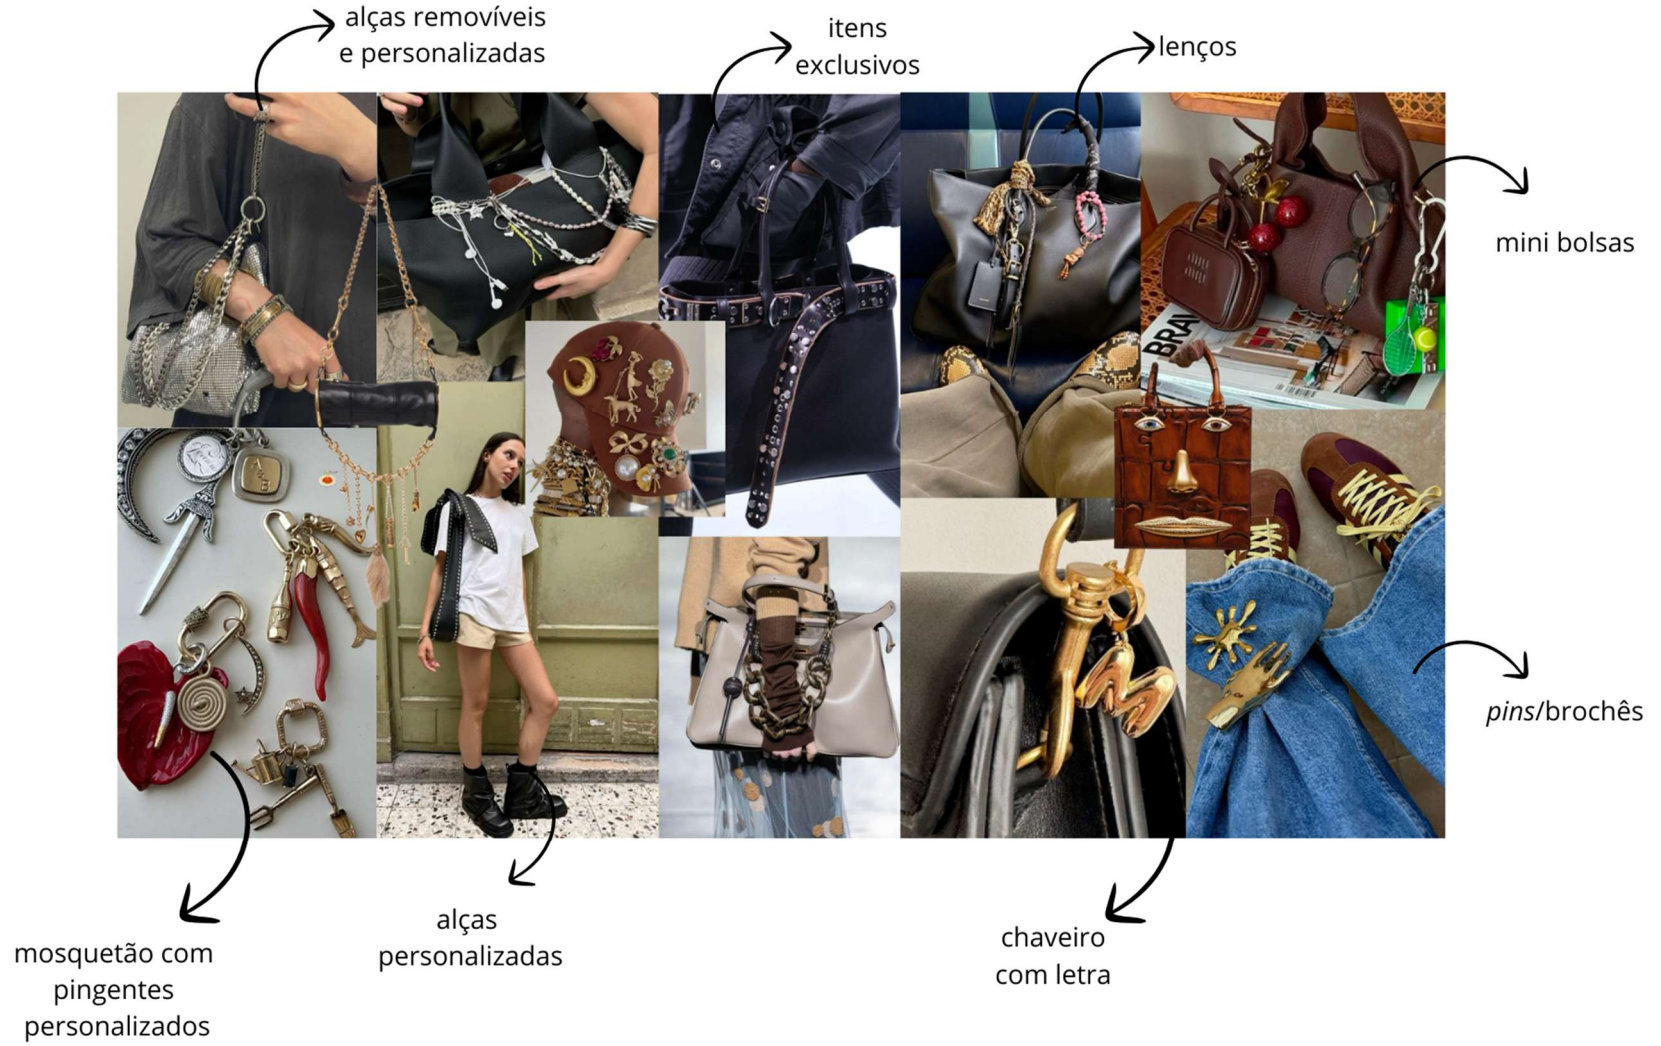 alças removíveis
e personalizadas
itens
exclusivos
lenços
mini bolsas
BRAV
pins/brochês
mosquetão com
pingentes
personalizados
alças
personalizadas
chaveiro
com letra